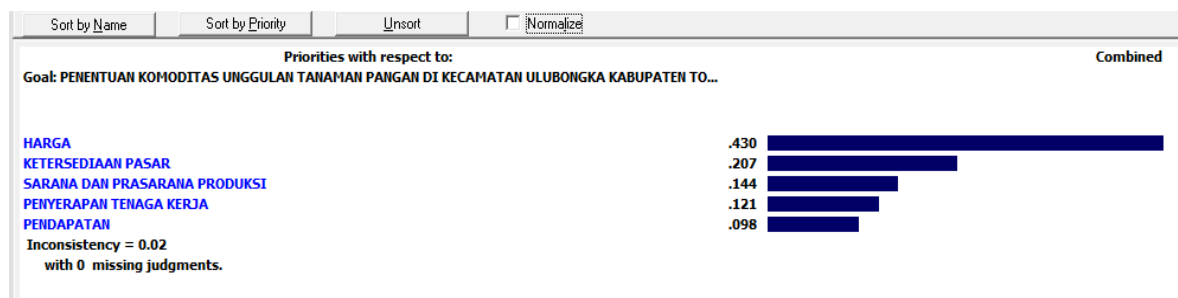 Sort by Name Sort by Priority Unsort Normalize
Priorities with respect to: Combined
Goal: PENENTUAN KOMODITAS UNGGULAN TANAMAN PANGAN DI KECAMATAN ULUBONGKA KABUPATEN TO...
HARGA .430
KETERSEDIAAN PASAR .207
SARANA DAN PRASARANA PRODUKSI .144
PENYERAPAN TENAGA KERJA .121
PENDAPATAN .098
Inconsistency = 0.02
with 0 missing judgments.